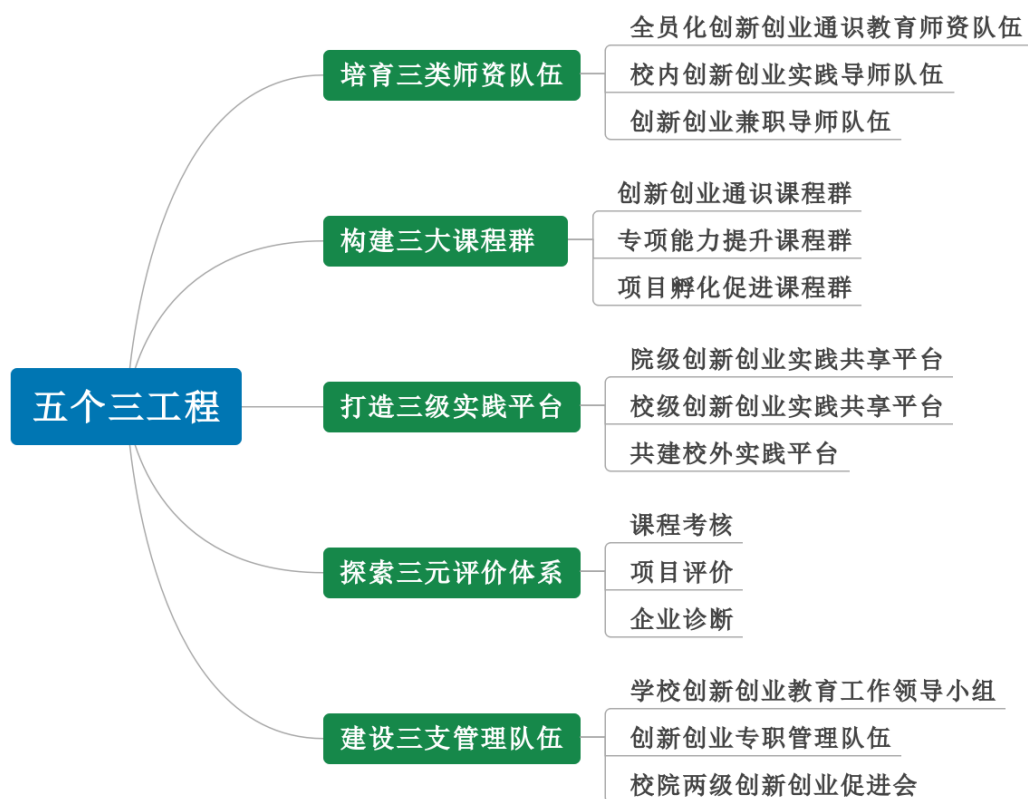 全员化创新创业通识教育师资队伍
培育三类师资队伍
校内创新创业实践导师队伍
创新创业兼职导师队伍
创新创业通识课程群
构建三大课程群
专项能力提升课程群
项目孵化促进课程群
院级创新创业实践共享平台
五个三工程
打造三级实践平台
校级创新创业实践共享平台
共建校外实践平台
课程考核
探索三元评价体系
项目评价
企业诊断
学校创新创业教育工作领导小组
建设三支管理队伍
创新创业专职管理队伍
校院两级创新创业促进会